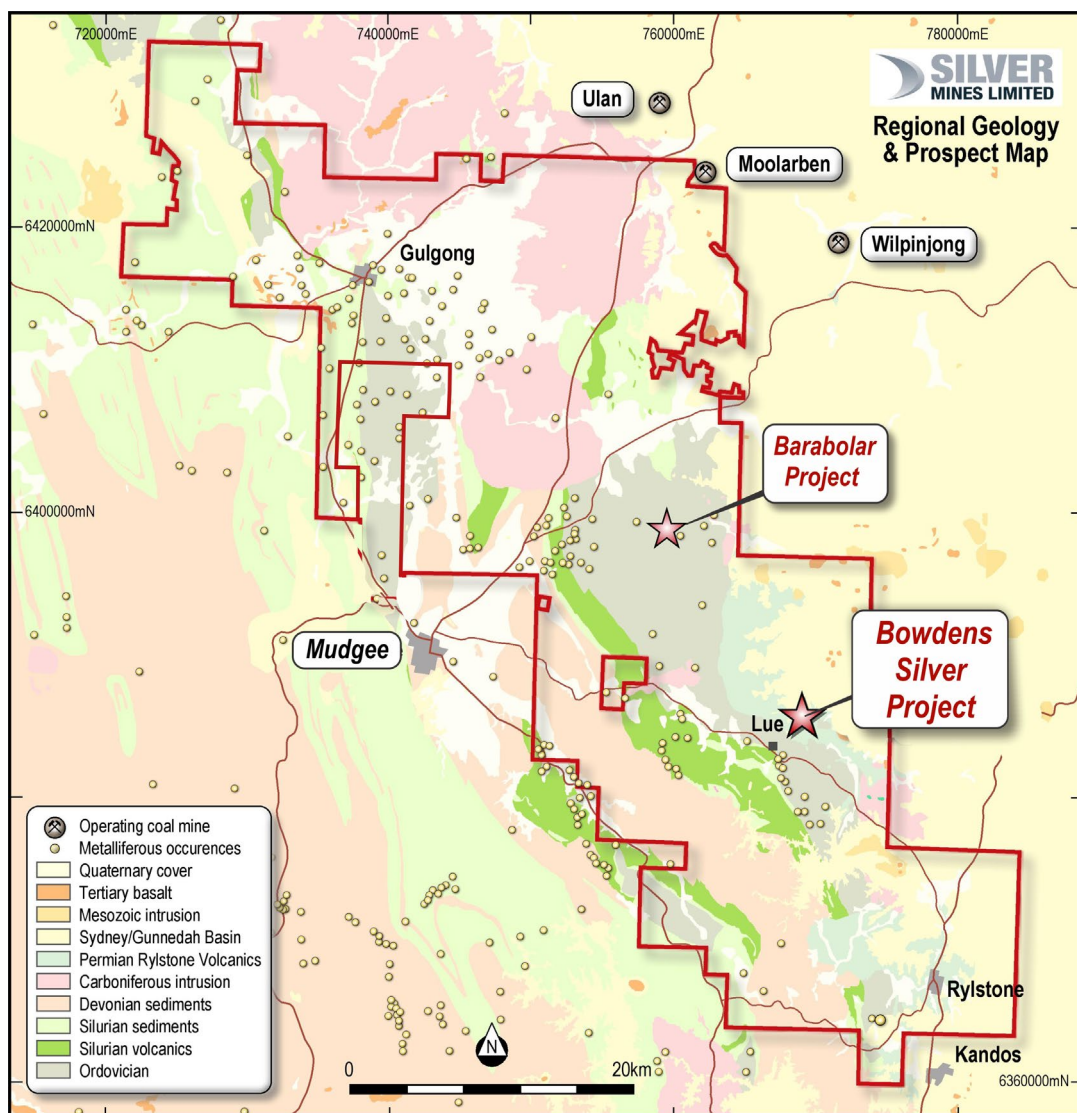 720000mE
740000mE
760000mE
780000mE
SILVER
MINES LIMITED
Regional Geology
& Prospect Map
Ulan
Moolarben
6420000mN
Wilpinjong
Gulgong
Barabolar
Project
6400000mN
Mudgee
Bowdens
Silver
Project
Lue
Operating coal mine
Metalliferous occurences
Quaternary cover
Tertiary basalt
Mesozoic intrusion
Sydney/Gunnedah Basin
Permian Rylstone Volcanics
Carboniferous intrusion
Devonian sediments
Silurian sediments
Silurian volcanics
Ordovician
Rylstone
N
Kandos
0
20km
6360000mN